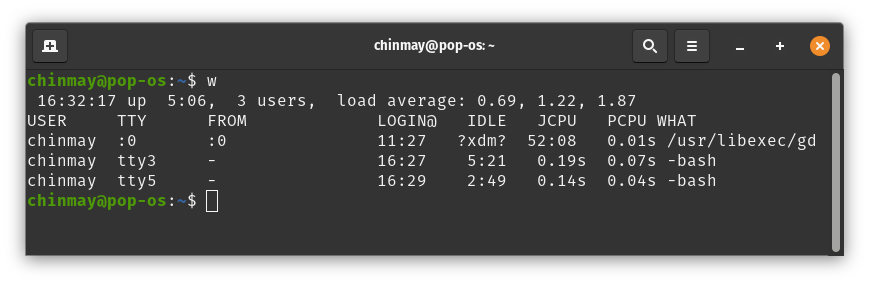 chinmay@pop-os: ~
chinmay@pop-os:~$ w
 16:32:17 up  5:06,  3 users,  load average: 0.69, 1.22, 1.87
USER     TTY      FROM             LOGIN@   IDLE   JCPU   PCPU WHAT
chinmay  :0       :0               11:27   ?xdm?  52:08   0.01s /usr/libexec/gd
chinmay  tty3     -                16:27    5:21   0.19s  0.07s -bash
chinmay  tty5     -                16:29    2:49   0.14s  0.04s -bash
chinmay@pop-os:~$